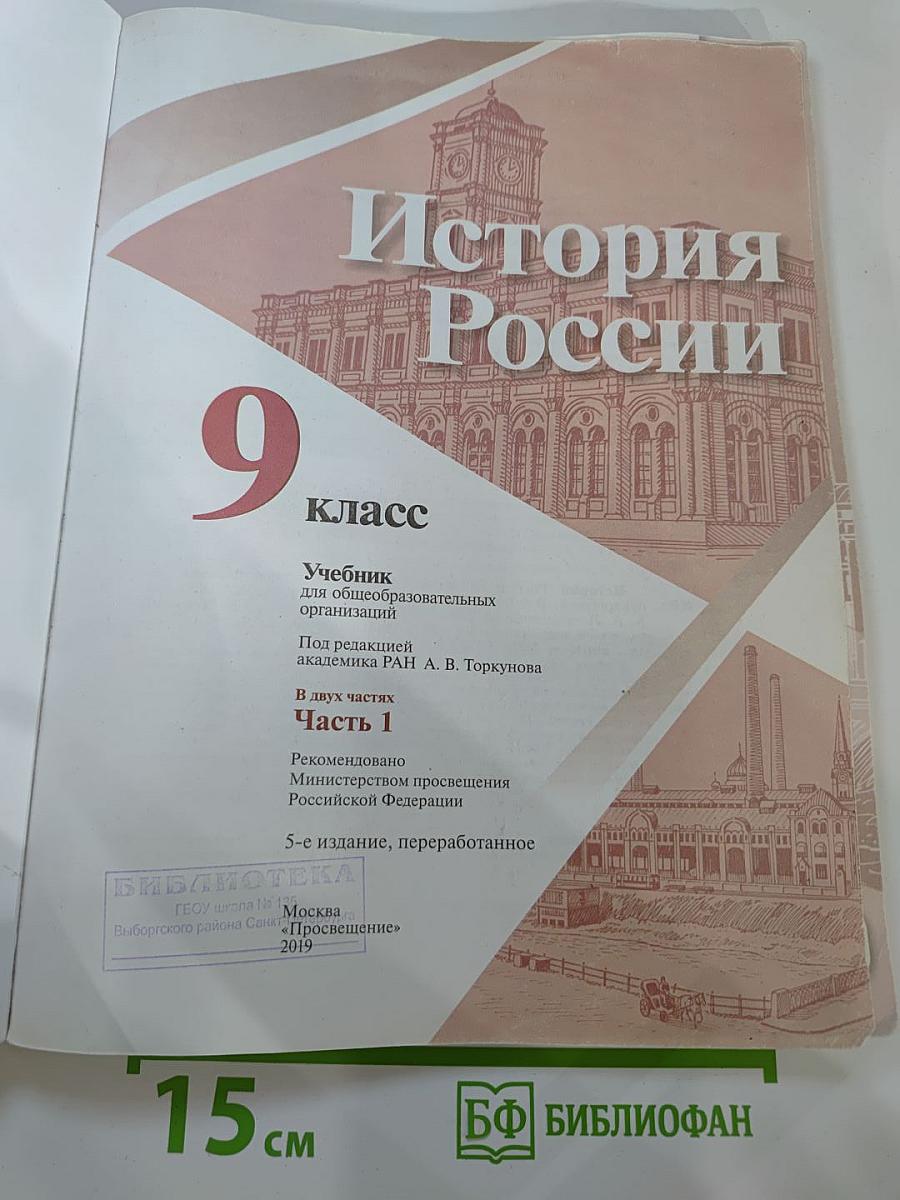 История
России
9
класс
Учебник
для общеобразовательных
организаций
Под редакцией
академика РАН А. В. Торкунова
В двух частях
Часть 1
Рекомендовано
Министерством просвещения
Российской Федерации
5-е издание, переработанное
БИБЛИОТЕКА
ГБОУ школа №
Выборгского района Санкт-Петербурга
Москва
«Просвещение»
2019
15 см
БФ БИБЛИОФАН